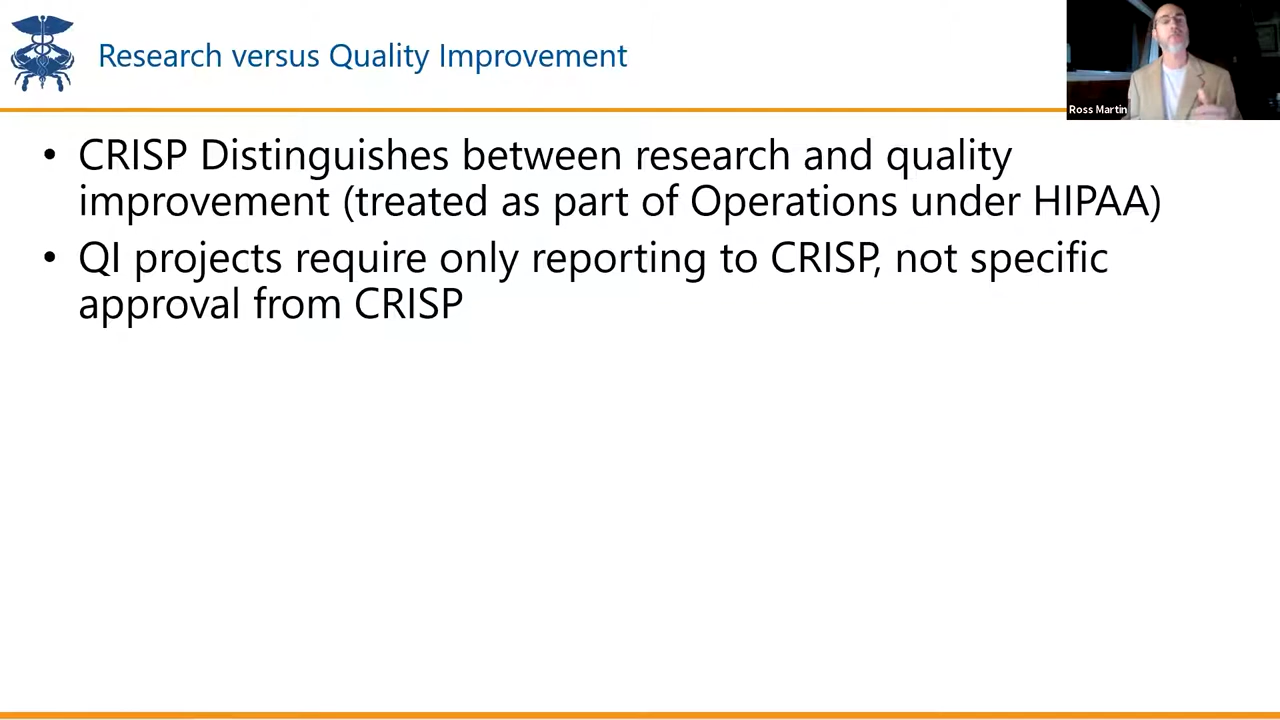 Research versus Quality Improvement
Ross Martin
• CRISP Distinguishes between research and quality
improvement (treated as part of Operations under HIPAA)
• QI projects require only reporting to CRISP, not specific
approval from CRISP